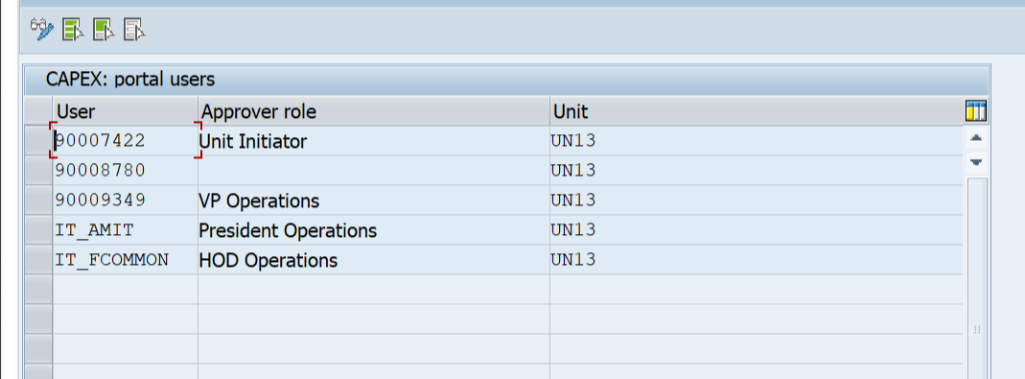 CAPEX: portal users
User Approver role Unit
90007422 Unit Initiator UN13
90008780 UN13
90009349 VP Operations UN13
IT_AMIT President Operations UN13
IT_FCOMMON HOD Operations UN13